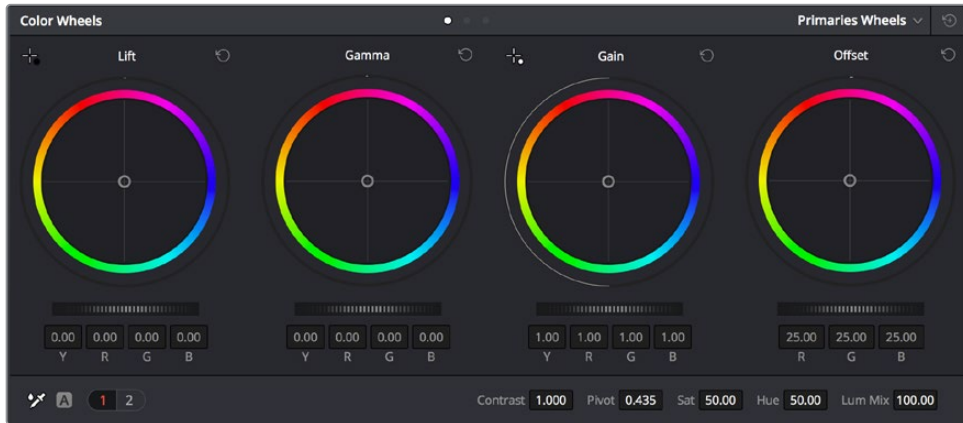 Color Wheels Primaries Wheels
Lift Gamma Gain Offset
0.00 0.00 0.00 0.00 0.00 0.00 0.00 0.00 1.00 1.00 1.00 1.00 25.00 25.00 25.00
Y R G B Y R G B Y R G B R G B
A 1 2 Contrast 1.000 Pivot 0.435 Sat 50.00 Hue 50.00 Lum Mix 100.00